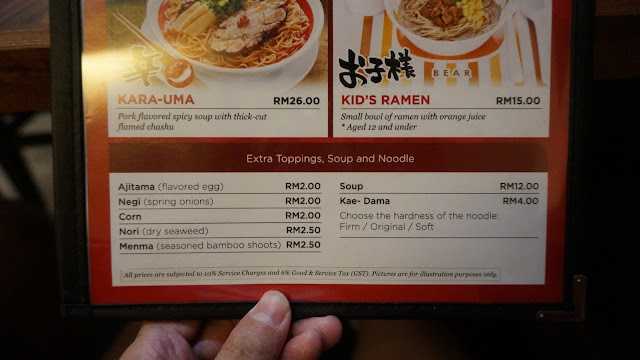 辛
お子様
BEAR
KARA-UMA RM26.00
Pork flavored spicy soup with thick-cut
flamed chashu
KID'S RAMEN RM15.00
Small bowl of ramen with orange juice
* Aged 12 and under
Extra Toppings, Soup and Noodle
Ajitama (flavored egg) RM2.00
Negi (spring onions) RM2.00
Corn RM2.00
Nori (dry seaweed) RM2.50
Menma (seasoned bamboo shoots) RM2.50
Soup RM12.00
Kae- Dama RM4.00
Choose the hardness of the noodle:
Firm / Original / Soft
All prices are subjected to 10% Service Charges and 6% Good & Service Tax (GST). Pictures are for illustration purposes only.